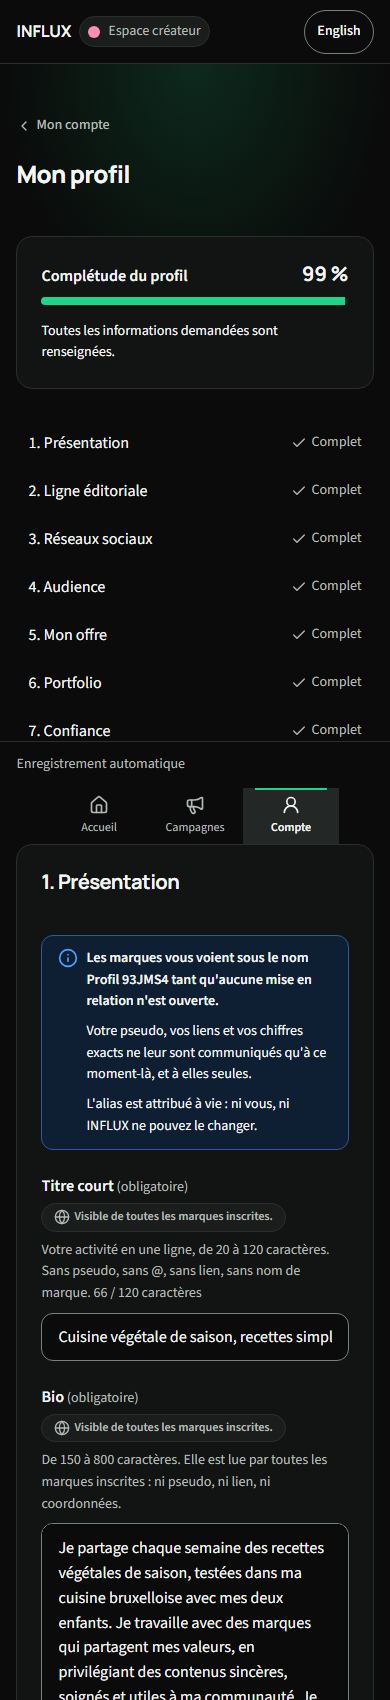 INFLUX
Espace créateur
English
Mon compte
Mon profil
Complétude du profil
99 %
Toutes les informations demandées sont
renseignées.
1. Présentation
Complet
2. Ligne éditoriale
Complet
3. Réseaux sociaux
Complet
4. Audience
Complet
5. Mon offre
Complet
6. Portfolio
Complet
7. Confiance
Complet
Enregistrement automatique
Accueil
Campagnes
Compte
1. Présentation
Les marques vous voient sous le nom
Profil 93JMS4 tant qu'aucune mise en
relation n'est ouverte.
Votre pseudo, vos liens et vos chiffres
exacts ne leur sont communiqués qu'à ce
moment-là, et à elles seules.
L'alias est attribué à vie : ni vous, ni
INFLUX ne pouvez le changer.
Titre court (obligatoire)
Visible de toutes les marques inscrites.
Votre activité en une ligne, de 20 à 120 caractères.
Sans pseudo, sans @, sans lien, sans nom de
marque. 66 / 120 caractères
Cuisine végétale de saison, recettes simpl
Bio (obligatoire)
Visible de toutes les marques inscrites.
De 150 à 800 caractères. Elle est lue par toutes les
marques inscrites : ni pseudo, ni lien, ni
coordonnées.
Je partage chaque semaine des recettes
végétales de saison, testées dans ma
cuisine bruxelloise avec mes deux
enfants. Je travaille avec des marques
qui partagent mes valeurs, en
privilégiant des contenus sincères,
soignés et utiles à ma communauté. Je